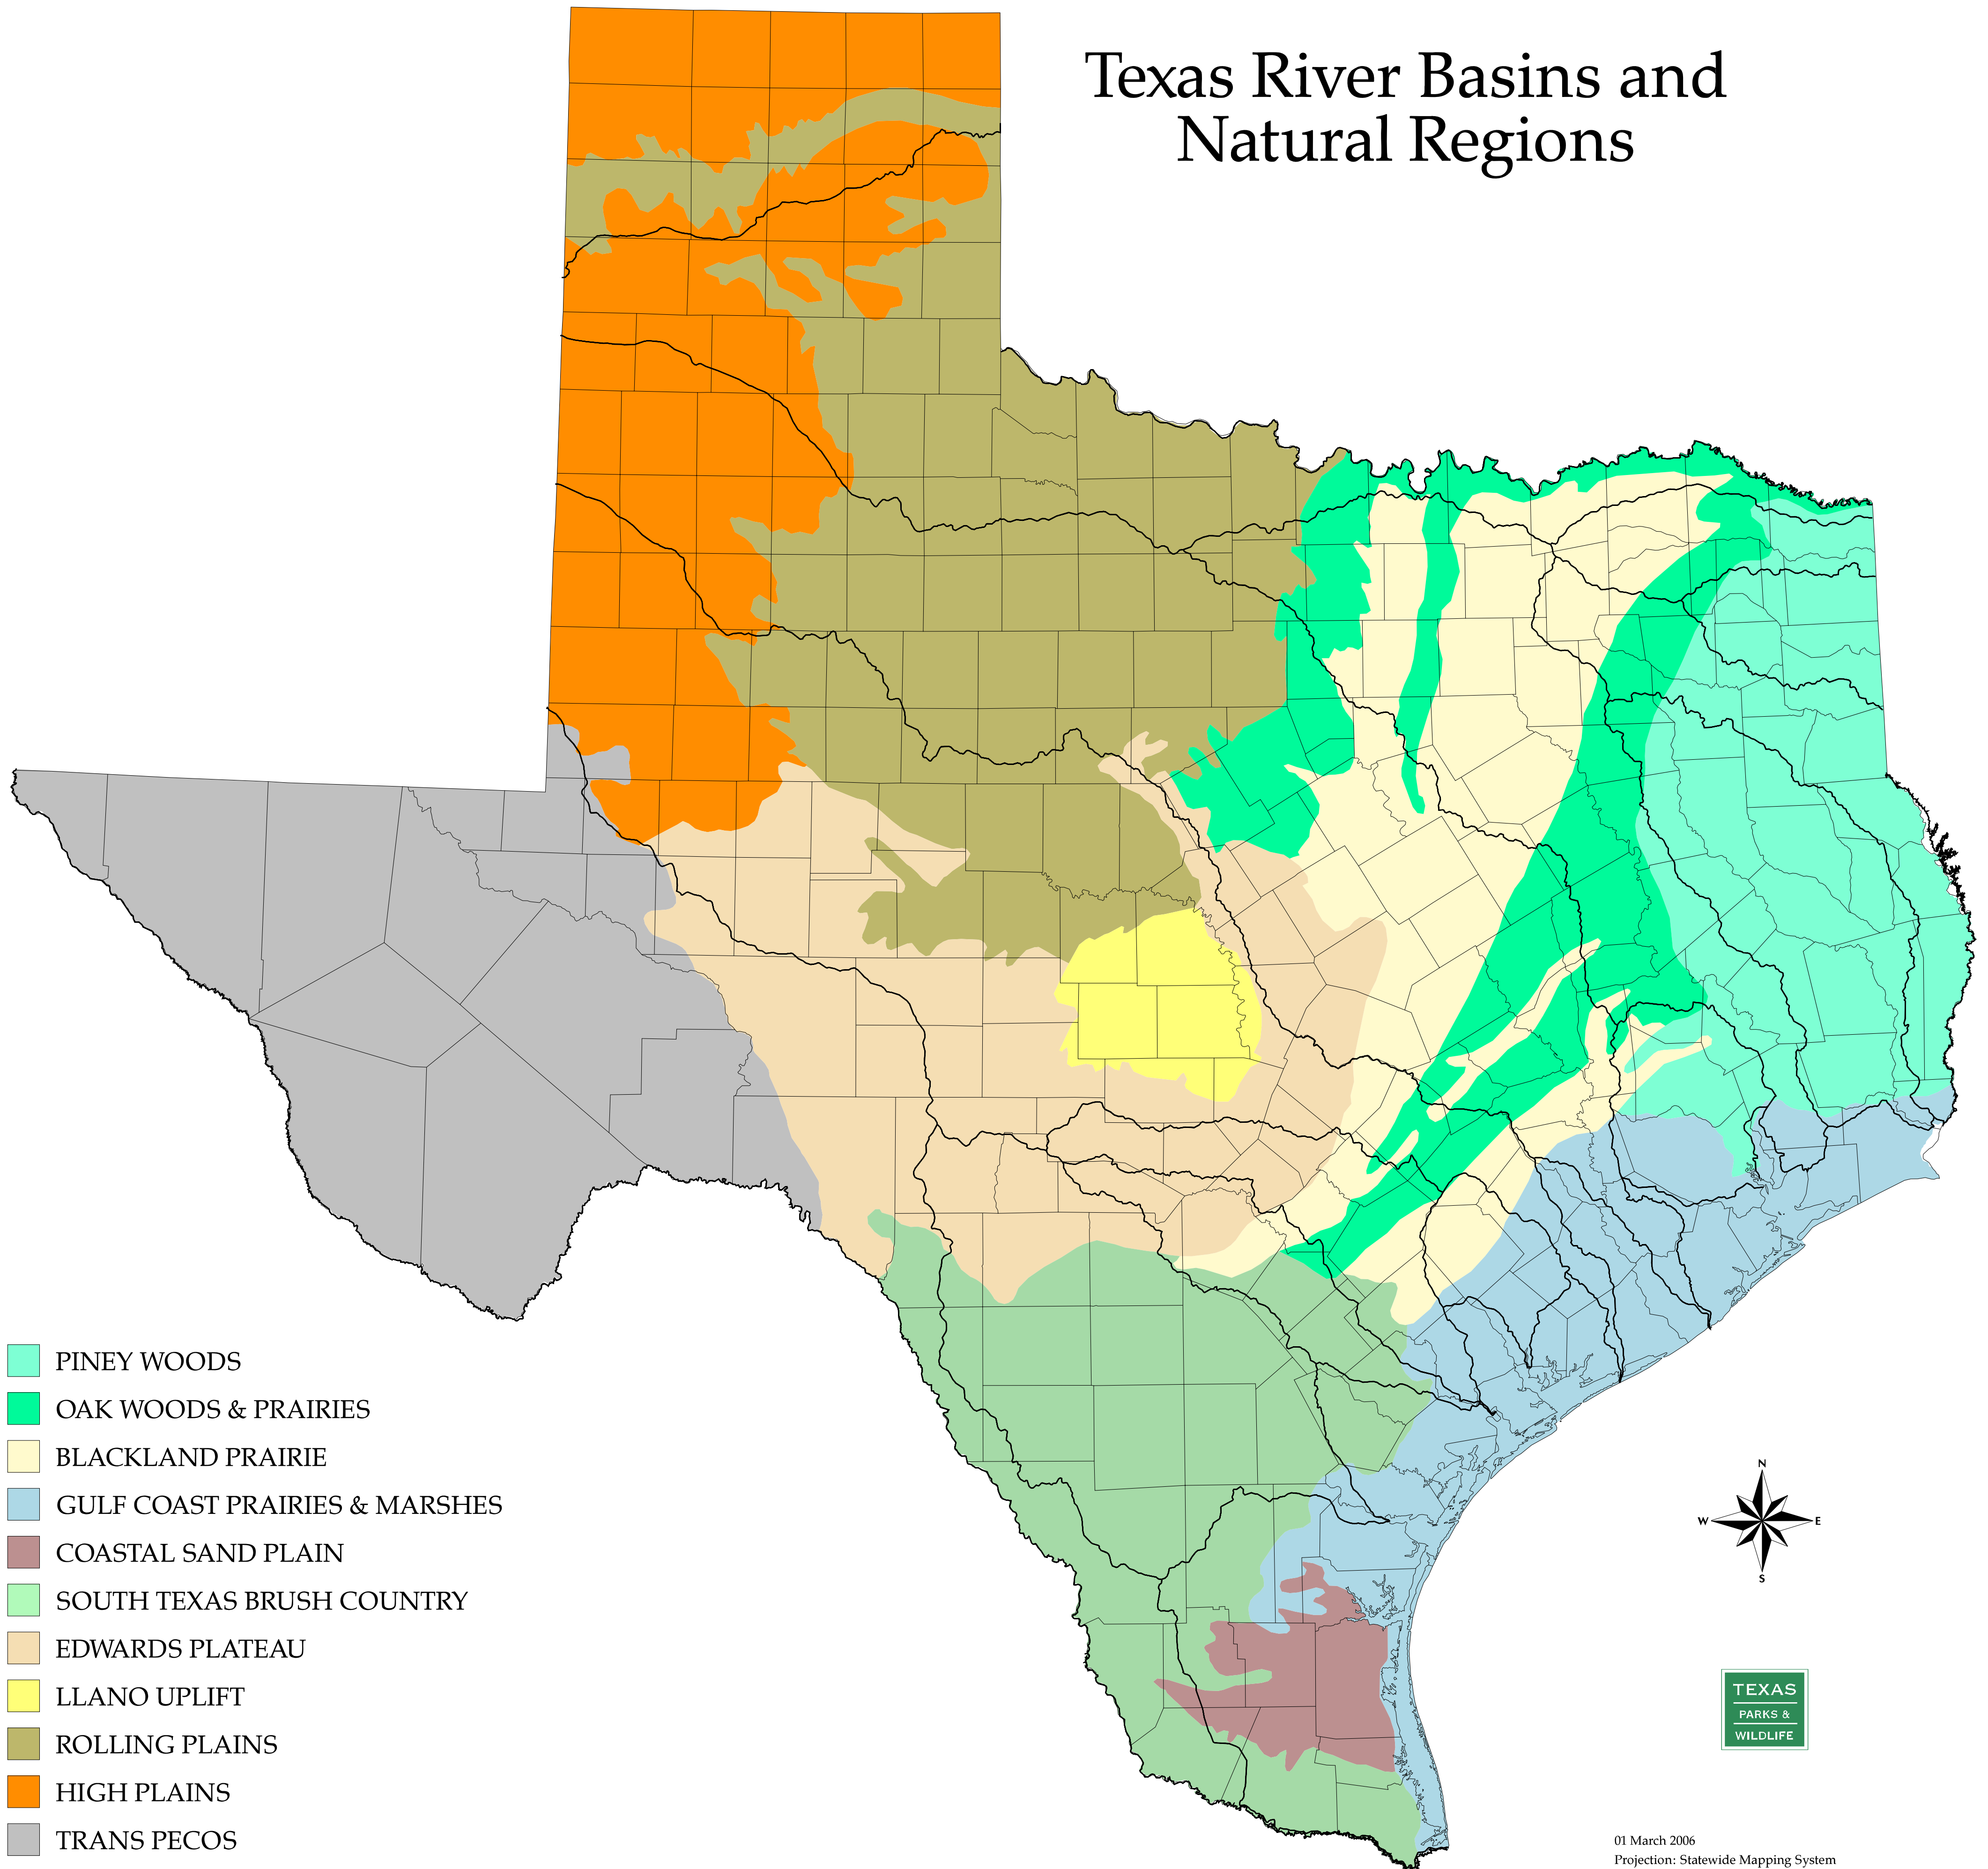 Texas River Basins and
Natural Regions
PINEY WOODS
OAK WOODS & PRAIRIES
BLACKLAND PRAIRIE
GULF COAST PRAIRIES & MARSHES
COASTAL SAND PLAIN
SOUTH TEXAS BRUSH COUNTRY
EDWARDS PLATEAU
LLANO UPLIFT
ROLLING PLAINS
HIGH PLAINS
TRANS PECOS
N
W
E
S
TEXAS
PARKS &
WILDLIFE
01 March 2006
Projection: Statewide Mapping System